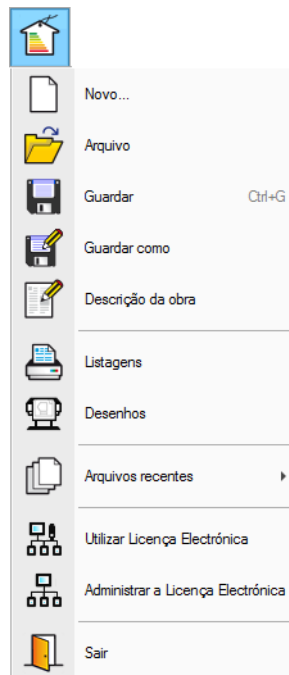 Novo...
Arquivo
Guardar Ctrl+G
Guardar como
Descrição da obra
Listagens
Desenhos
Arquivos recentes
Utilizar Licença Electrónica
Administrar a Licença Electrónica
Sair